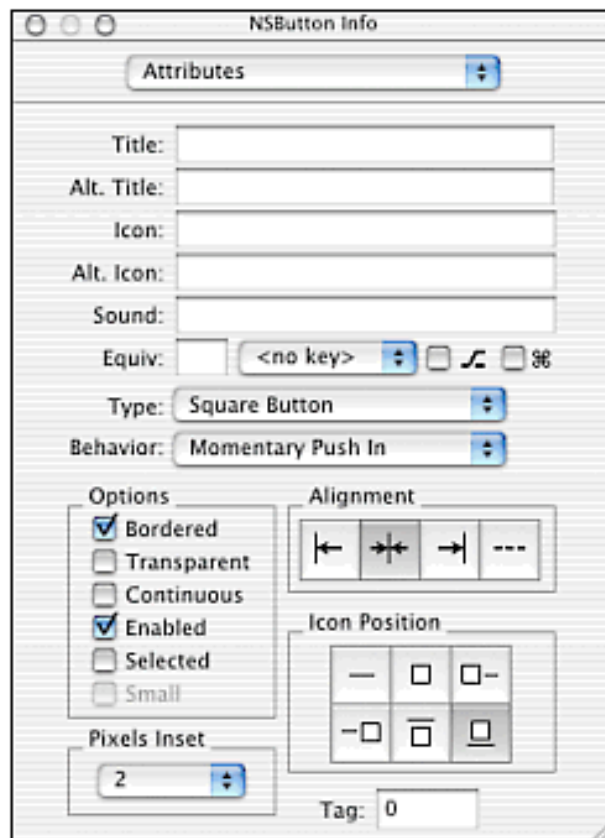 NSButton Info
Attributes
Title:
Alt. Title:
Icon:
Alt. Icon:
Sound:
Equiv: <no key> ⌥ ⌘
Type: Square Button
Behavior: Momentary Push In
Options
Bordered
Transparent
Continuous
Enabled
Selected
Small
Pixels Inset
2
Alignment
Icon Position
Tag: 0